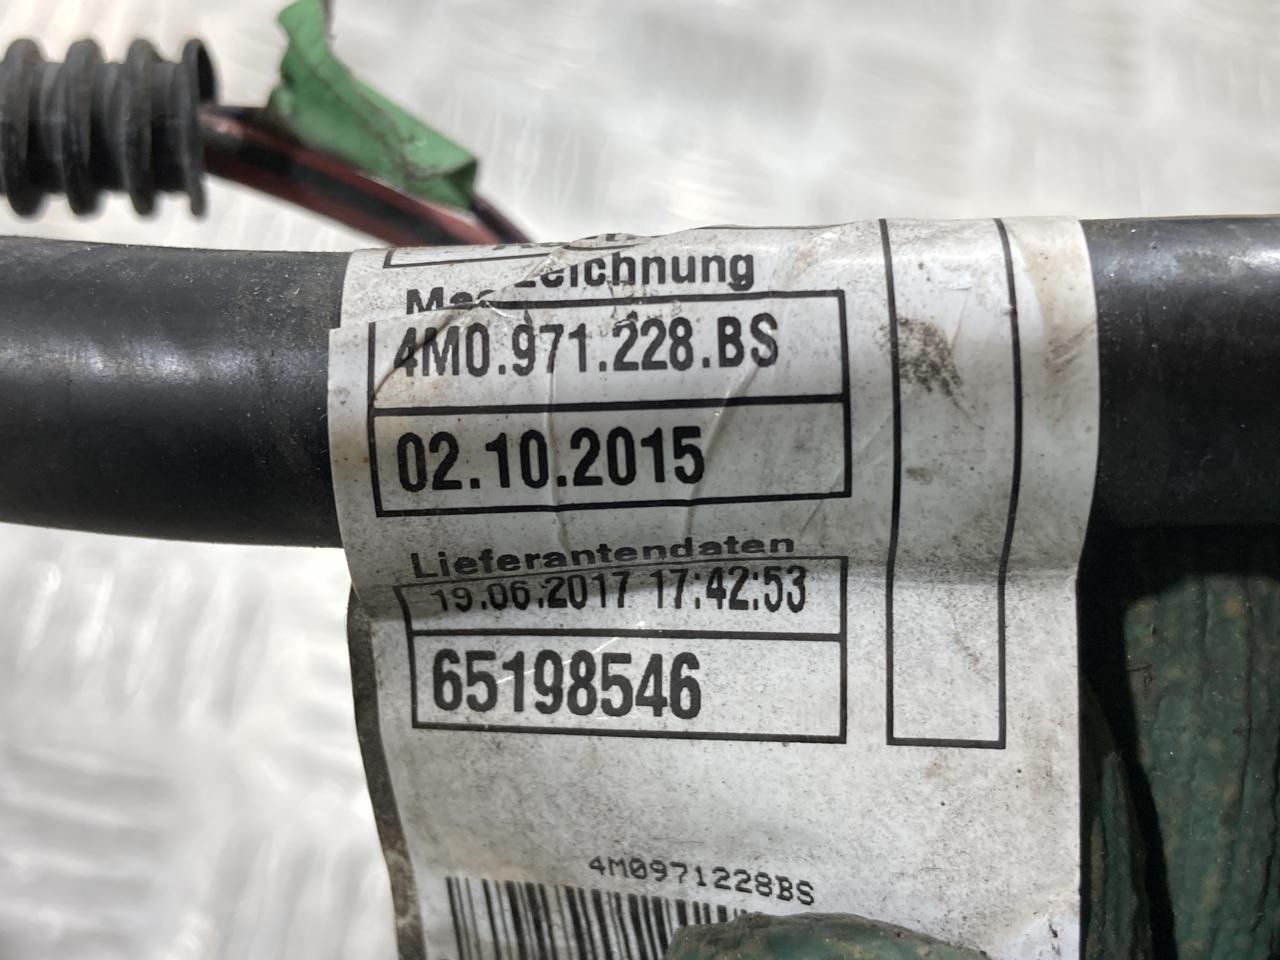 zeichnung
4M0.971.228.BS
02.10.2015
Lieferantendaten
19.06.2017 17:42:53
65198546
4M0971228BS